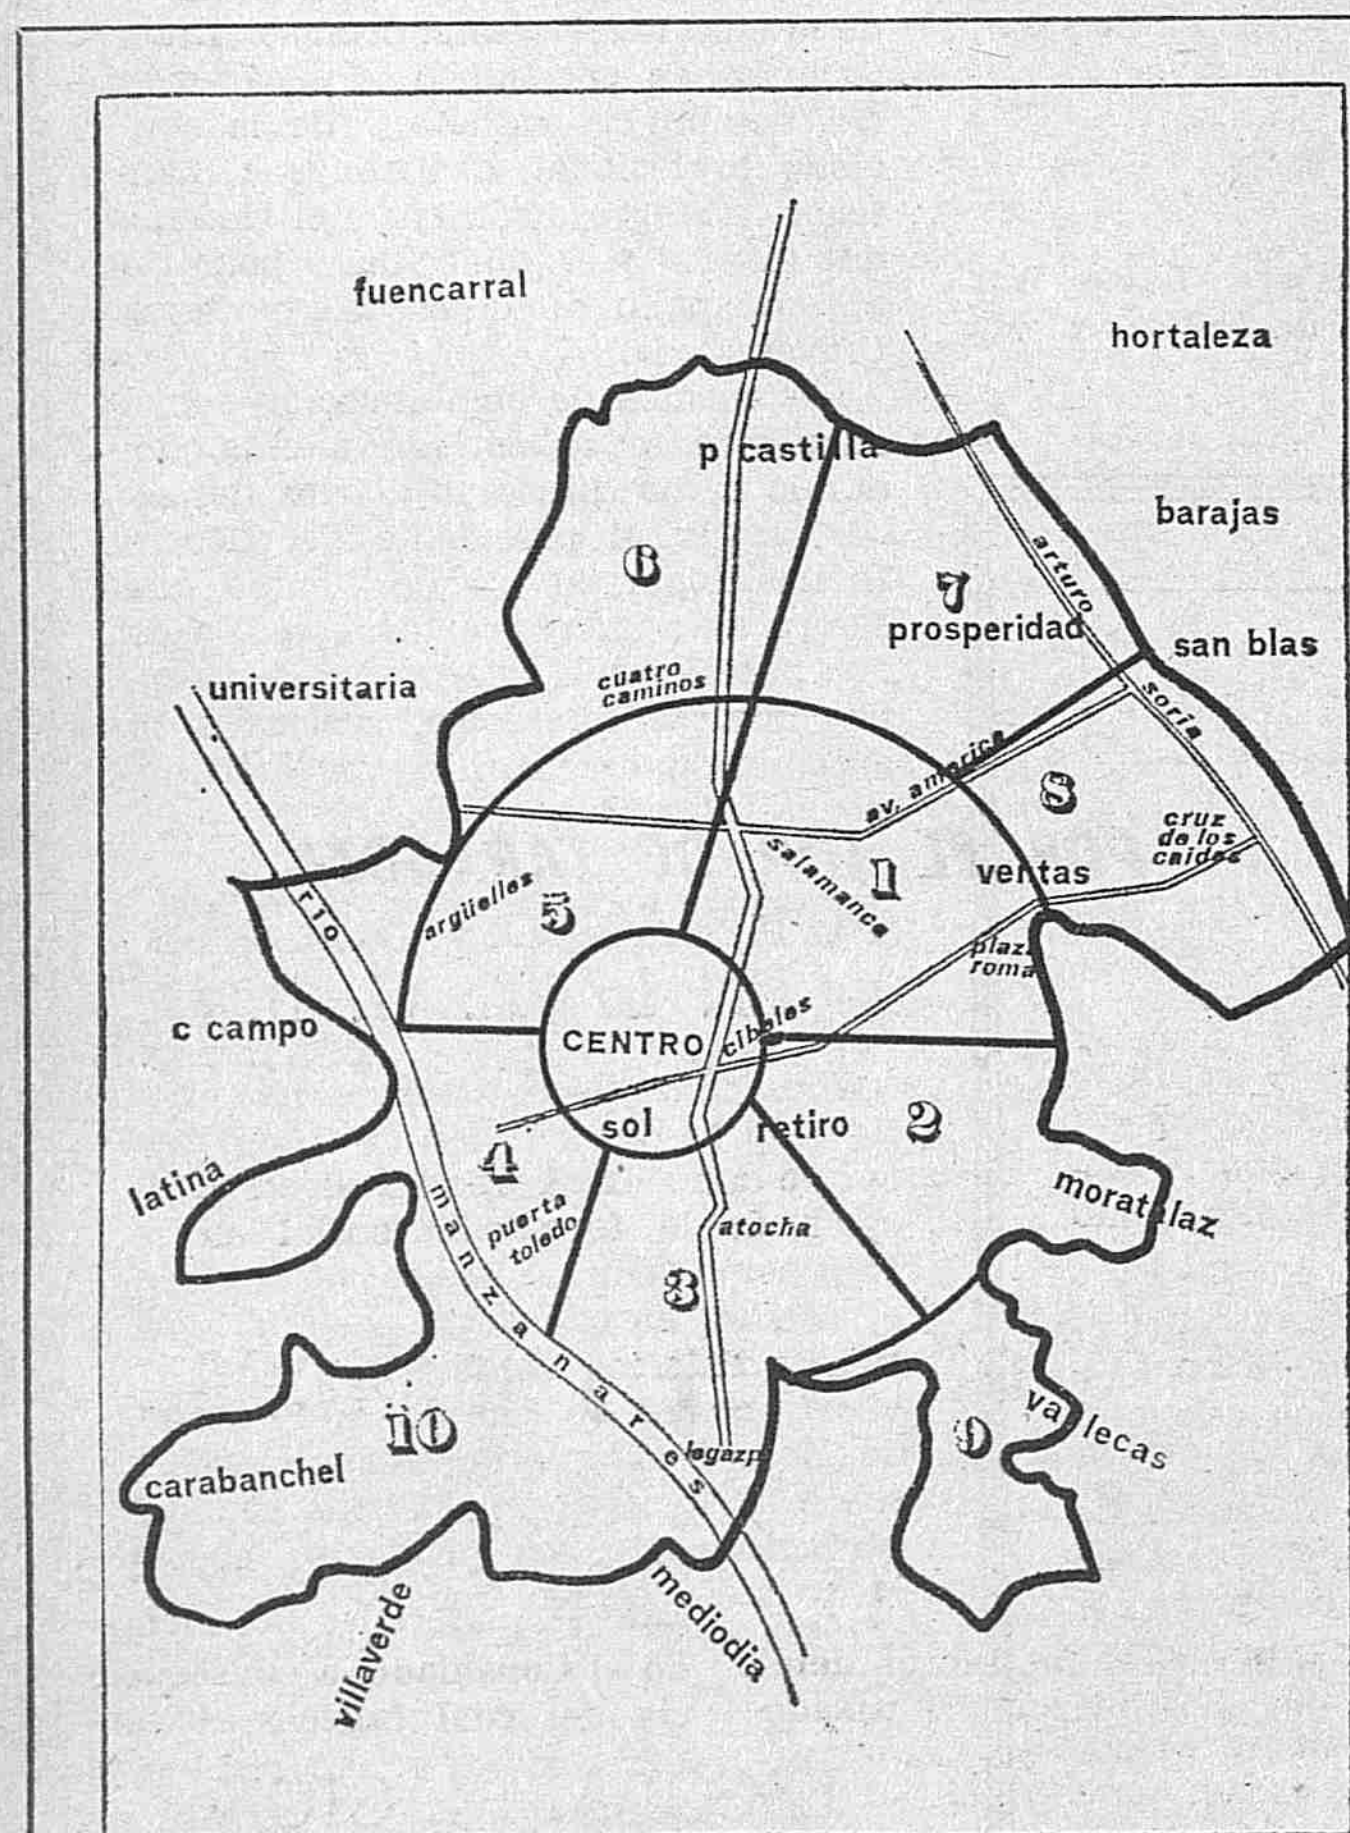 fuencarral
hortaleza
p castilla
barajas
6
arturo
7
prosperidad
san blas
universitaria
cuatro
caminos
soria
av. america
8
cruz
de los
caidos
salamanca
1
ventas
argüelles
5
rio
plaza
roma
c campo
CENTRO
cibeles
sol
retiro
2
4
latina
moratalaz
puerta
toledo
atocha
manzanares
3
vallecas
10
9
legazpi
carabanchel
villaverde
mediodia